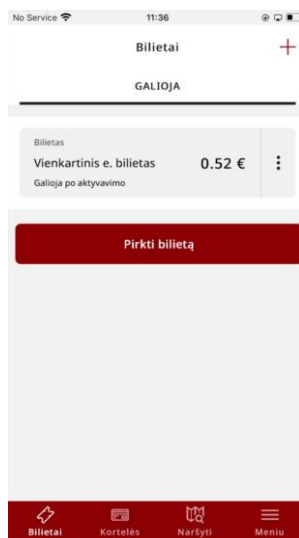 No Service 11:36
Bilietai
GALIOJA
Bilietas
Vienkartinis e. bilietas 0.52 €
Galioja po aktyvavimo
Pirkti bilietą
Bilietai Kortelės Naršyti Meniu